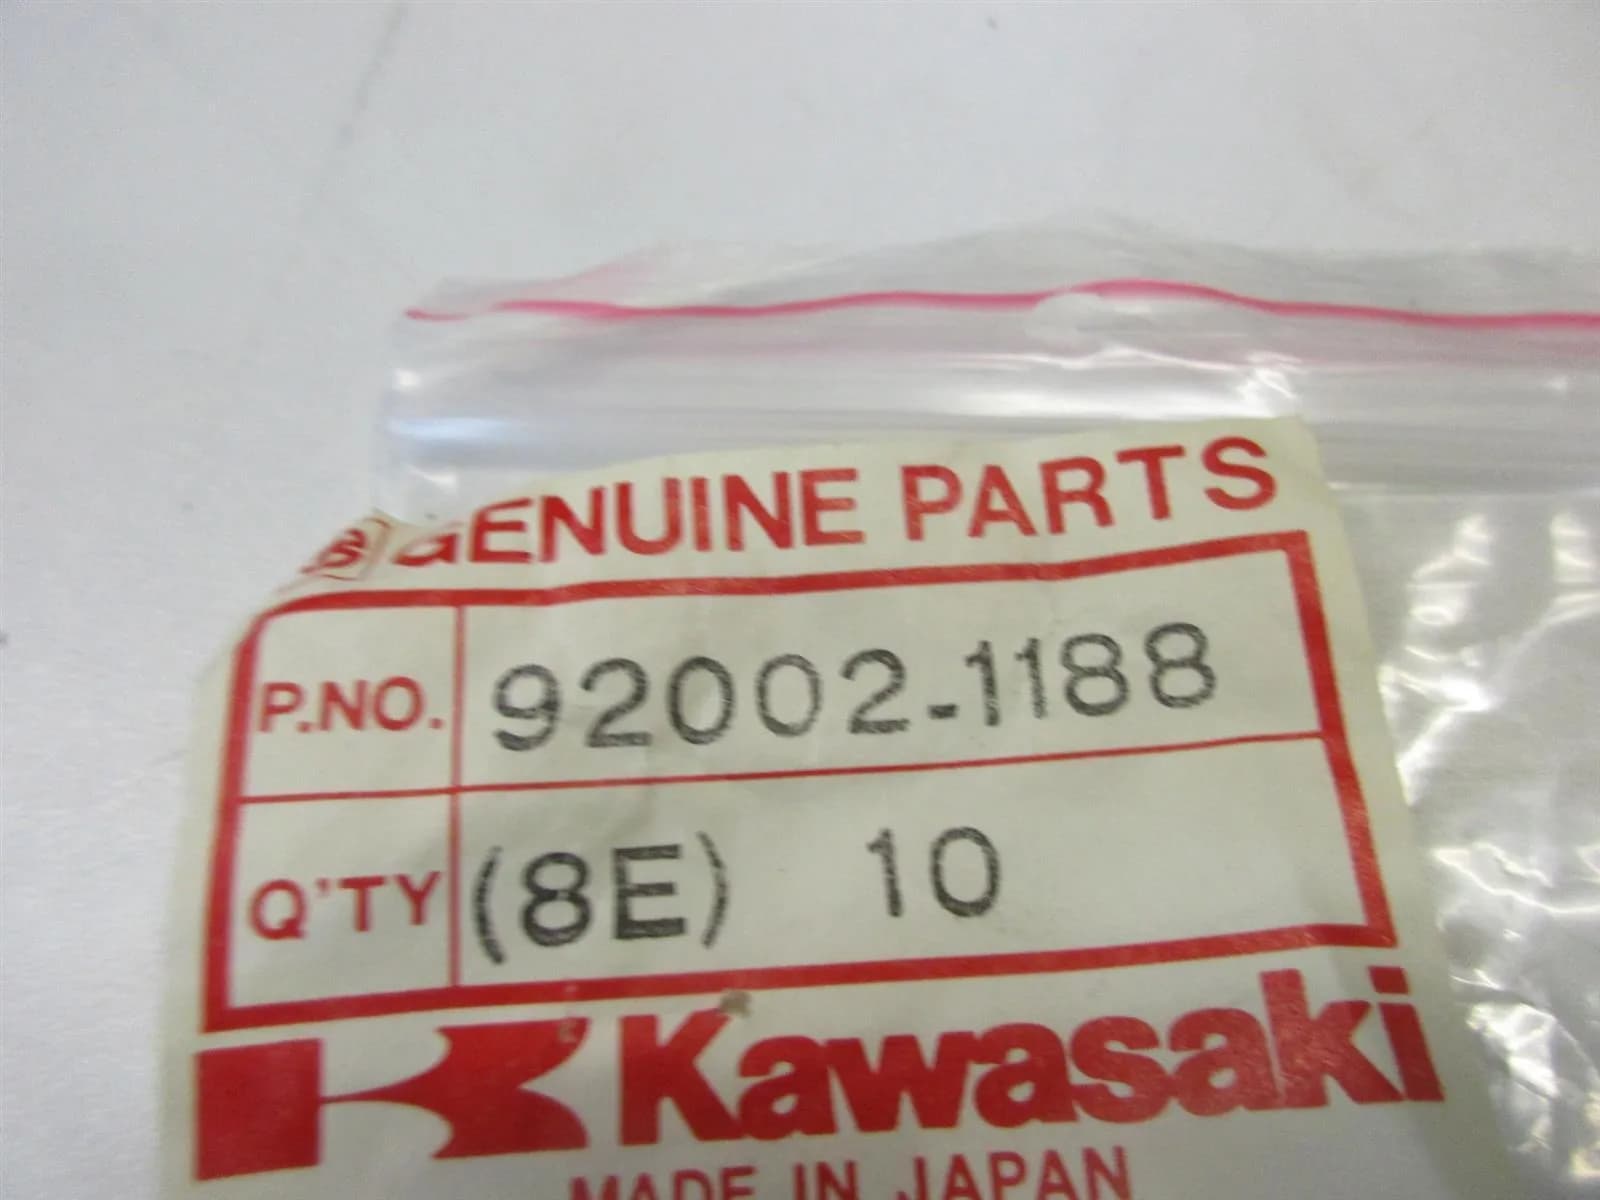 GENUINE PARTS
P.NO. 92002-1188
Q'TY (8E) 10
Kawasaki
MADE IN JAPAN